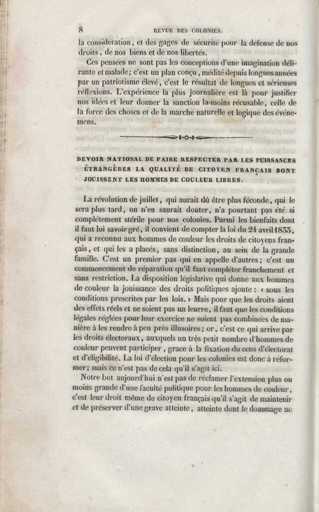 8 REVUE DES COLONIES.
la considération, et des gages de sécurité pour la défense de nos
droits, de nos biens et de nos libertés.
Ces pensées ne sont pas les conceptions d'une imagination déli-
rante et malade; c'est un plan conçu, médité depuis longues années
par un patriotisme élevé, c'est le résultat de longues et sérieuses
réflexions. L'expérience la plus journalière est là pour justifier
nos idées et leur donner la sanction la moins récusable, celle de
la force des choses et de la marche naturelle et logique des événe-
mens.
DEVOIR NATIONAL DE FAIRE RESPECTER PAR LES PUISSANCES
ÉTRANGÈRES LA QUALITÉ DE CITOYEN FRANÇAIS DONT
JOUISSENT LES HOMMES DE COULEUR LIBRES.
La révolution de juillet, qui aurait dû être plus féconde, qui le
sera plus tard, on n'en saurait douter, n'a pourtant pas été si
complétement stérile pour nos colonies. Parmi les bienfaits dont
il faut lui savoir gré, il convient de compter la loi du 24 avril 1833,
qui a reconnu aux hommes de couleur les droits de citoyens fran-
çais, et qui les a placés, sans distinction, au sein de la grande
famille. C'est un premier pas qui en appelle d'autres; c'est un
commencement de réparation qu'il faut compléter franchement et
sans restriction. La disposition législative qui donne aux hommes
de couleur la jouissance des droits politiques ajoute: « sous les
conditions prescrites par les lois. » Mais pour que les droits aient
des effets réels et ne soient pas un leurre, il faut que les conditions
légales réglées pour leur exercice ne soient pas combinées de ma-
nière à les rendre à peu près illusoires; or, c'est ce qui arrive par
les droits électoraux, auxquels un très petit nombre d'hommes de
couleur peuvent participer, grace à la fixation du cens d'électorat
et d'éligibilité. La loi d'élection pour les colonies est donc à réfor-
mer; mais ce n'est pas de cela qu'il s'agit ici.
Notre but aujourd'hui n'est pas de réclamer l'extension plus ou
moins grande d'une faculté politique pour les hommes de couleur,
c'est leur droit même de citoyen français qu'il s'agit de maintenir
et de préserver d'une grave atteinte, atteinte dont le dommage ne